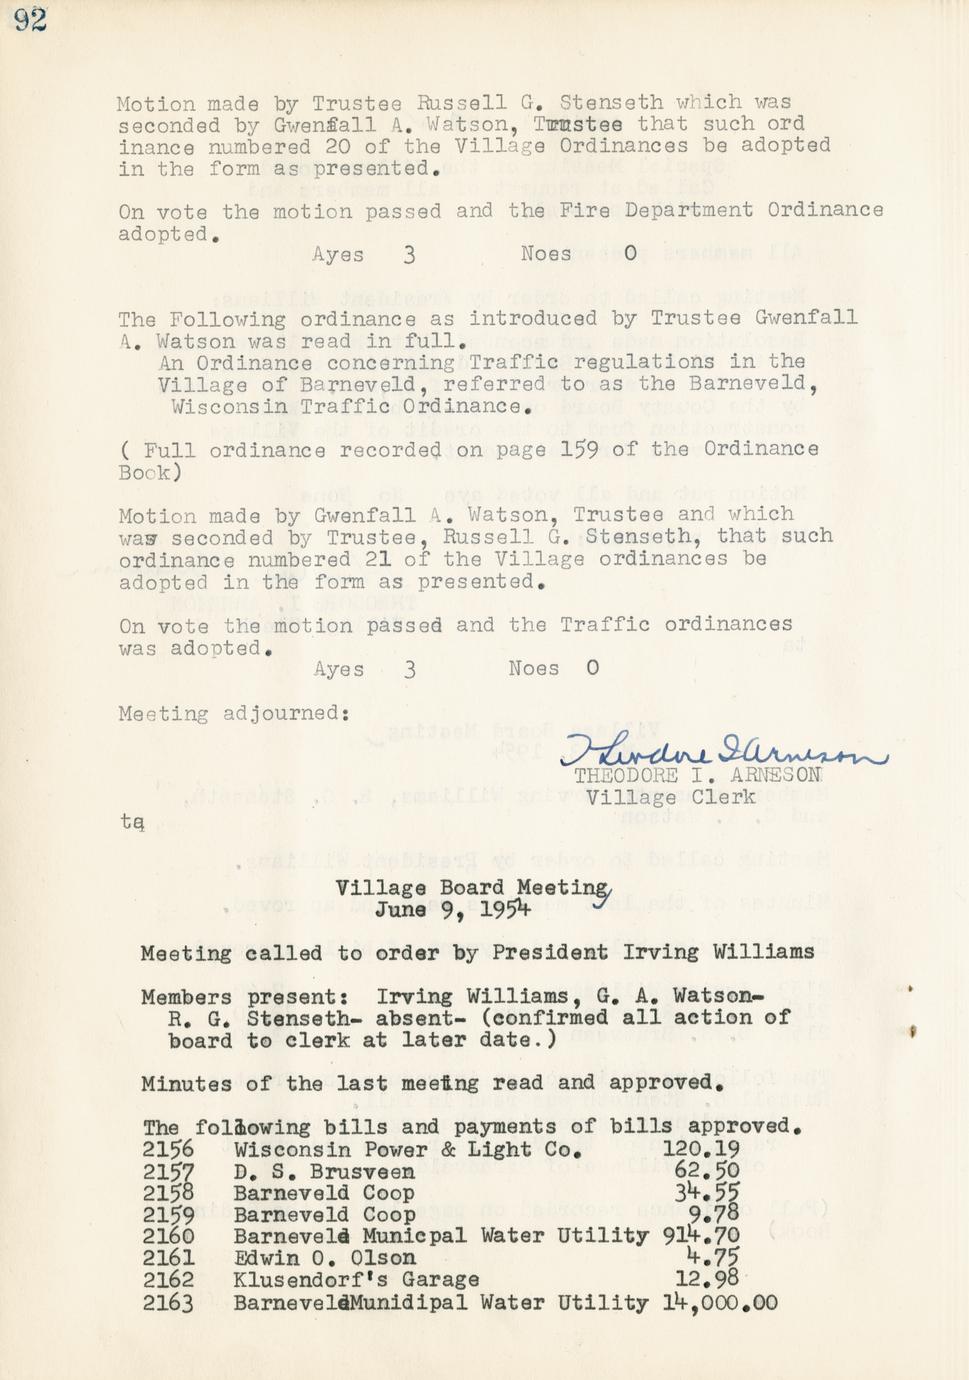 92
Motion made by Trustee Russell G. Stenseth which was
seconded by Gwenfall A. Watson, Trustee that such ord
inance numbered 20 of the Village Ordinances be adopted
in the form as presented.
On vote the motion passed and the Fire Department Ordinance
adopted.
Ayes 3 Noes 0
The Following ordinance as introduced by Trustee Gwenfall
A. Watson was read in full.
An Ordinance concerning Traffic regulations in the
Village of Barneveld, referred to as the Barneveld,
Wisconsin Traffic Ordinance.
( Full ordinance recorded on page 159 of the Ordinance
Book)
Motion made by Gwenfall A. Watson, Trustee and which
was seconded by Trustee, Russell G. Stenseth, that such
ordinance numbered 21 of the Village ordinances be
adopted in the form as presented.
On vote the motion passed and the Traffic ordinances
was adopted.
Ayes 3 Noes 0
Meeting adjourned:
Theodore I Arneson
THEODORE I. ARNESON
Village Clerk
tq
Village Board Meeting
June 9, 1954
Meeting called to order by President Irving Williams
Members present: Irving Williams, G. A. Watson-
R. G. Stenseth- absent- (confirmed all action of
board to clerk at later date.)
Minutes of the last meeting read and approved.
The following bills and payments of bills approved.
2156 Wisconsin Power & Light Co. 120.19
2157 D. S. Brusveen 62.50
2158 Barneveld Coop 34.55
2159 Barneveld Coop 9.78
2160 Barneveld Municpal Water Utility 914.70
2161 Edwin O. Olson 4.75
2162 Klusendorf's Garage 12.98
2163 BarneveldMunidipal Water Utility 14,000.00